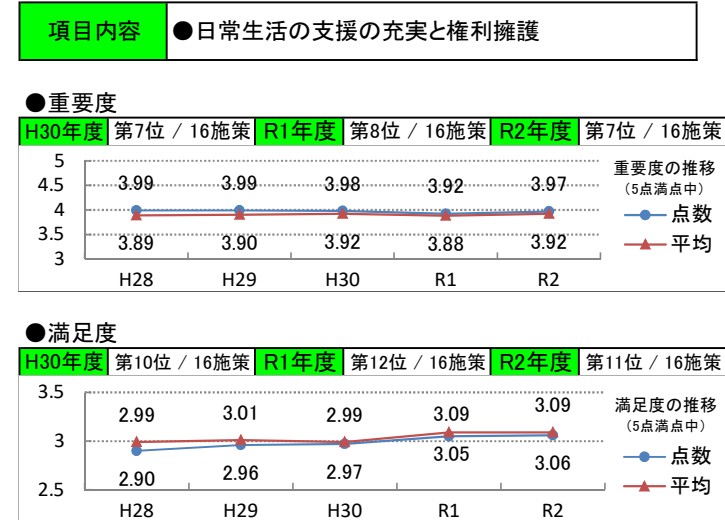 項目内容 ●日常生活の支援の充実と権利擁護
●重要度
H30年度 第7位 / 16施策 R1年度 第8位 / 16施策 R2年度 第7位 / 16施策
重要度の推移
（5点満点中）
点数
平均
5
4.5
4
3.5
3
3.99 3.99 3.98 3.92 3.97
3.89 3.90 3.92 3.88 3.92
H28 H29 H30 R1 R2
●満足度
H30年度 第10位 / 16施策 R1年度 第12位 / 16施策 R2年度 第11位 / 16施策
満足度の推移
（5点満点中）
点数
平均
3.5
3
2.5
2.99 3.01 2.99 3.09 3.09
2.90 2.96 2.97 3.05 3.06
H28 H29 H30 R1 R2